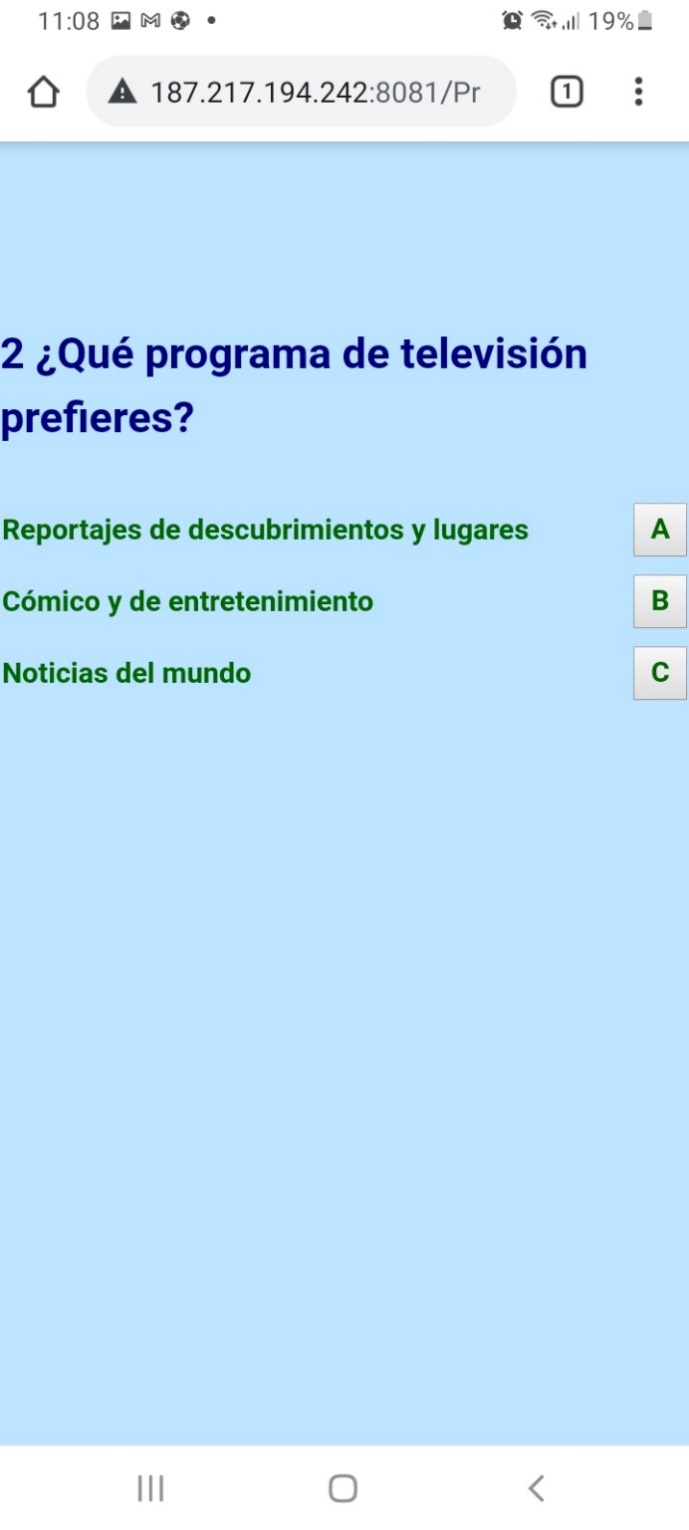 11:08
19%
187.217.194.242:8081/Pr
1
2 ¿Qué programa de televisión
prefieres?
Reportajes de descubrimientos y lugares A
Cómico y de entretenimiento B
Noticias del mundo C